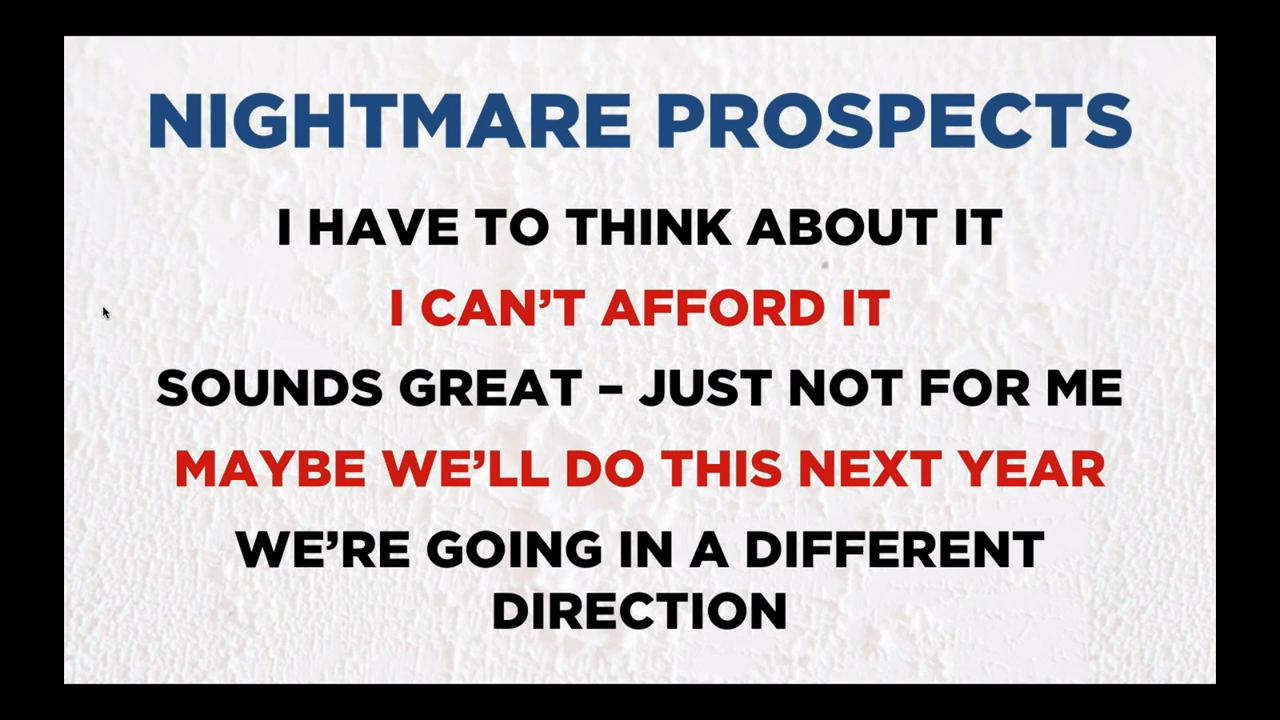 NIGHTMARE PROSPECTS
I HAVE TO THINK ABOUT IT
I CAN’T AFFORD IT
SOUNDS GREAT – JUST NOT FOR ME
MAYBE WE’LL DO THIS NEXT YEAR
WE’RE GOING IN A DIFFERENT
DIRECTION